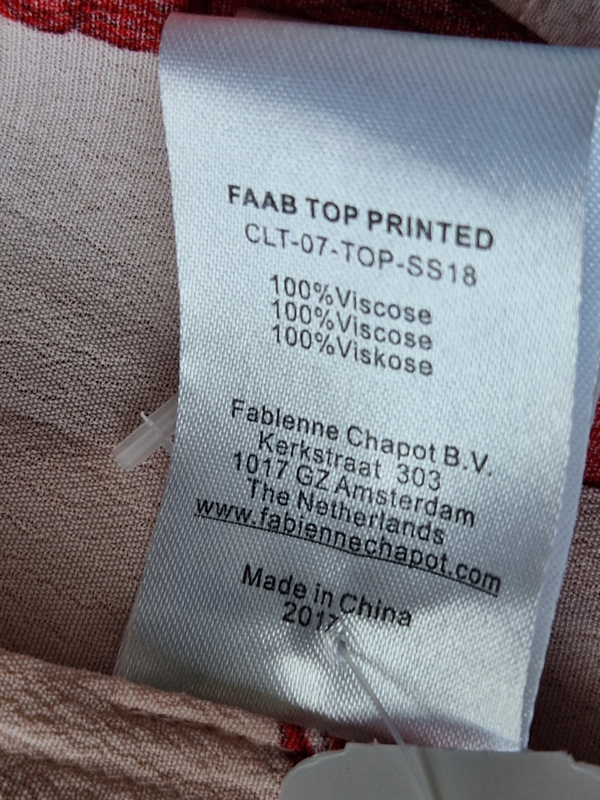 FAAB TOP PRINTED
CLT-07-TOP-SS18
100%Viscose
100%Viscose
100%Viskose
Fabienne Chapot B.V.
Kerkstraat 303
1017 GZ Amsterdam
The Netherlands
www.fabiennechapot.com
Made in China
2017